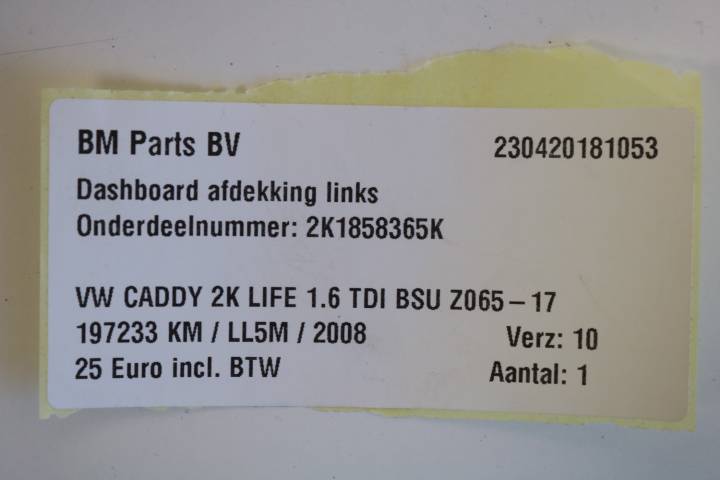 BM Parts BV 230420181053
Dashboard afdekking links
Onderdeelnummer: 2K1858365K
VW CADDY 2K LIFE 1.6 TDI BSU Z065 – 17
197233 KM / LL5M / 2008 Verz: 10
25 Euro incl. BTW Aantal: 1